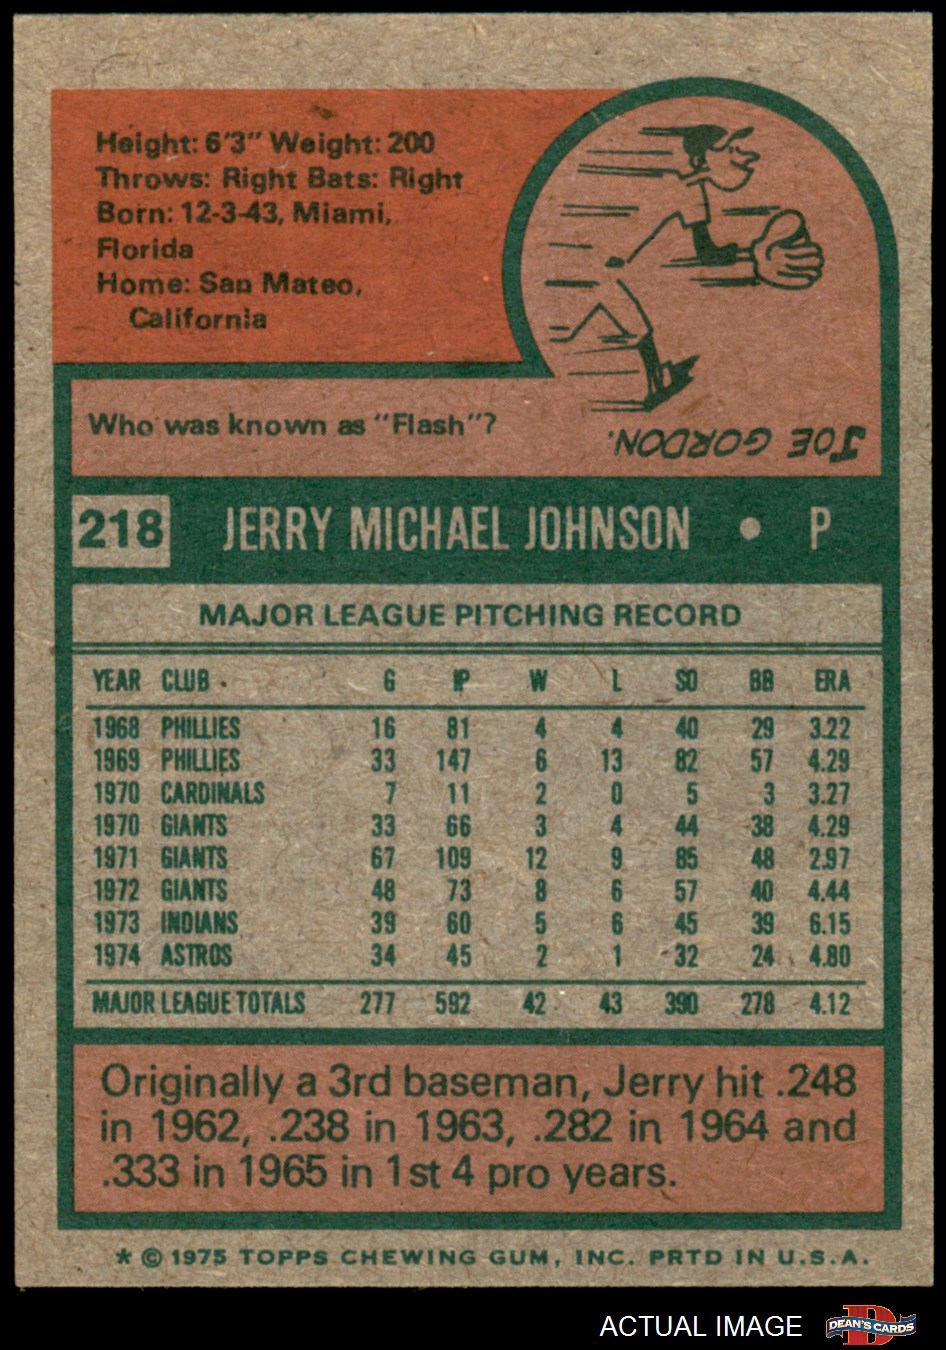 Height: 6'3" Weight: 200
Throws: Right Bats: Right
Born: 12-3-43, Miami,
Florida
Home: San Mateo,
California
Who was known as "Flash"?
JOE GORDON.
218 JERRY MICHAEL JOHNSON • P
MAJOR LEAGUE PITCHING RECORD
YEAR CLUB G IP W L SO BB ERA
1968 PHILLIES 16 81 4 4 40 29 3.22
1969 PHILLIES 33 147 6 13 82 57 4.29
1970 CARDINALS 7 11 2 0 5 3 3.27
1970 GIANTS 33 66 3 4 44 38 4.29
1971 GIANTS 67 109 12 9 85 48 2.97
1972 GIANTS 48 73 8 6 57 40 4.44
1973 INDIANS 39 60 5 6 45 39 6.15
1974 ASTROS 34 45 2 1 32 24 4.80
MAJOR LEAGUE TOTALS 277 592 42 43 390 278 4.12
Originally a 3rd baseman, Jerry hit .248
in 1962, .238 in 1963, .282 in 1964 and
.333 in 1965 in 1st 4 pro years.
* © 1975 TOPPS CHEWING GUM, INC. PRTD IN U.S.A.
ACTUAL IMAGE
D
DEAN'S CARDS